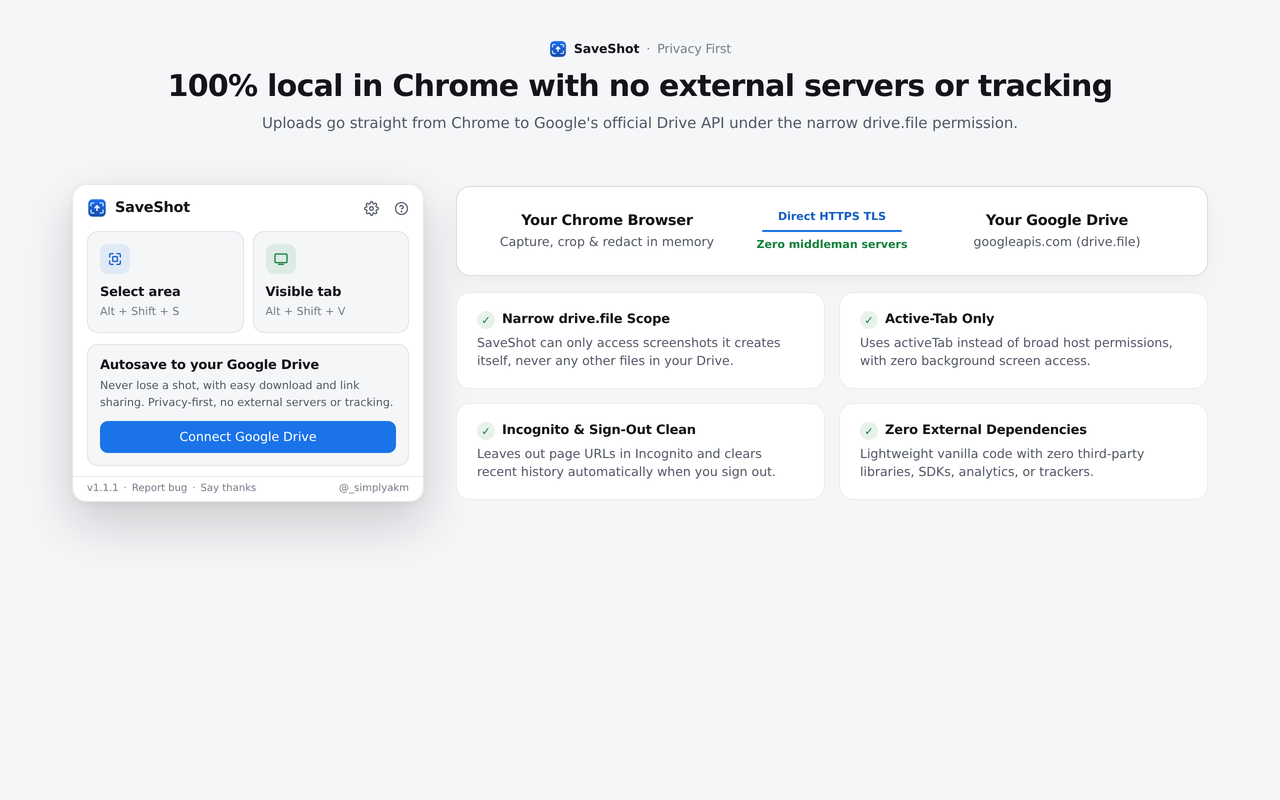 SaveShot · Privacy First
100% local in Chrome with no external servers or tracking
Uploads go straight from Chrome to Google's official Drive API under the narrow drive.file permission.
SaveShot
Select area
Alt + Shift + S
Visible tab
Alt + Shift + V
Autosave to your Google Drive
Never lose a shot, with easy download and link
sharing. Privacy-first, no external servers or tracking.
Connect Google Drive
v1.1.1 · Report bug · Say thanks
@_simplyakm
Your Chrome Browser
Capture, crop & redact in memory
Direct HTTPS TLS
Zero middleman servers
Your Google Drive
googleapis.com (drive.file)
✓ Narrow drive.file Scope
SaveShot can only access screenshots it creates
itself, never any other files in your Drive.
✓ Active-Tab Only
Uses activeTab instead of broad host permissions,
with zero background screen access.
✓ Incognito & Sign-Out Clean
Leaves out page URLs in Incognito and clears
recent history automatically when you sign out.
✓ Zero External Dependencies
Lightweight vanilla code with zero third-party
libraries, SDKs, analytics, or trackers.